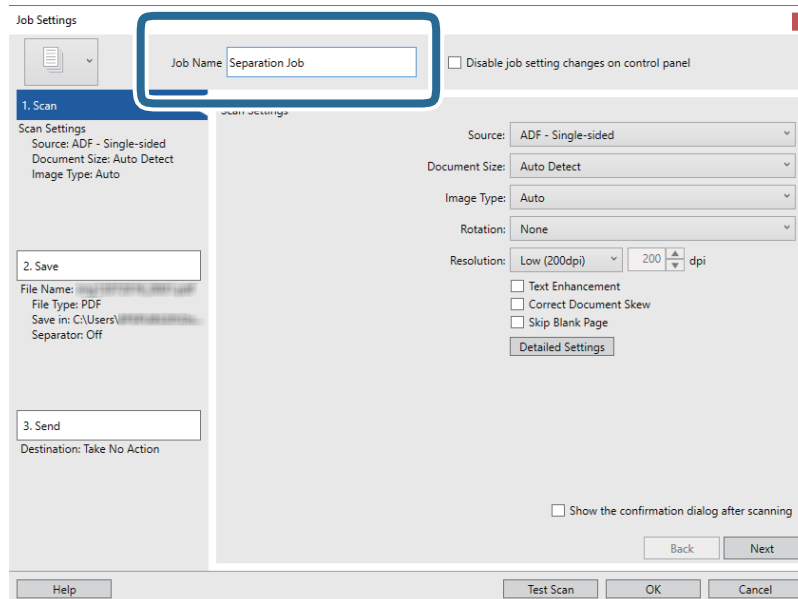 Job Settings
Job Name Separation Job
Disable job setting changes on control panel
1. Scan
Scan Settings
Source: ADF - Single-sided
Document Size: Auto Detect
Image Type: Auto
2. Save
File Name:
File Type: PDF
Save in: C:\Users\
Separator: Off
3. Send
Destination: Take No Action
Scan Settings
Source: ADF - Single-sided
Document Size: Auto Detect
Image Type: Auto
Rotation: None
Resolution: Low (200dpi) 200 dpi
Text Enhancement
Correct Document Skew
Skip Blank Page
Detailed Settings
Show the confirmation dialog after scanning
Back Next
Help Test Scan OK Cancel